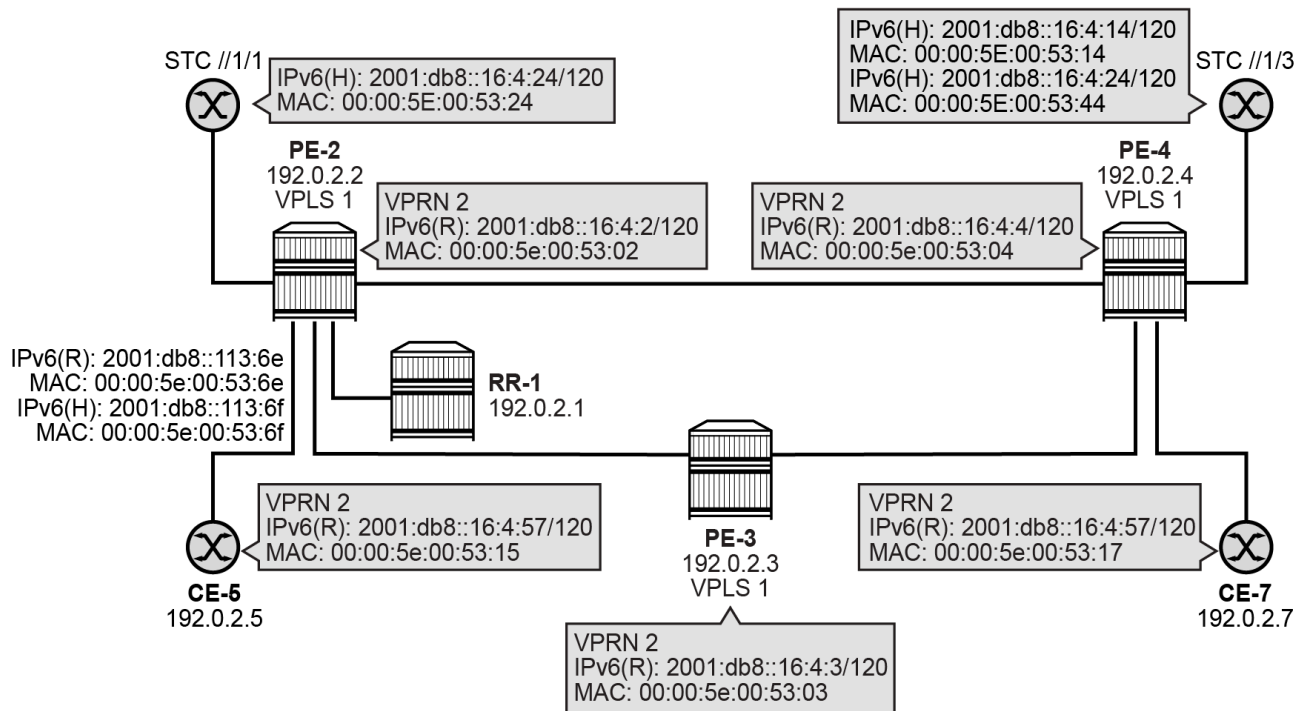 STC //1/1
IPv6(H): 2001:db8::16:4:24/120
MAC: 00:00:5E:00:53:24
IPv6(H): 2001:db8::16:4:14/120
MAC: 00:00:5E:00:53:14
IPv6(H): 2001:db8::16:4:24/120
MAC: 00:00:5E:00:53:44
STC //1/3
PE-2
192.0.2.2
VPLS 1
VPRN 2
IPv6(R): 2001:db8::16:4:2/120
MAC: 00:00:5e:00:53:02
VPRN 2
IPv6(R): 2001:db8::16:4:4/120
MAC: 00:00:5e:00:53:04
PE-4
192.0.2.4
VPLS 1
IPv6(R): 2001:db8::113:6e
MAC: 00:00:5e:00:53:6e
IPv6(H): 2001:db8::113:6f
MAC: 00:00:5e:00:53:6f
RR-1
192.0.2.1
VPRN 2
IPv6(R): 2001:db8::16:4:57/120
MAC: 00:00:5e:00:53:15
CE-5
192.0.2.5
PE-3
192.0.2.3
VPLS 1
VPRN 2
IPv6(R): 2001:db8::16:4:3/120
MAC: 00:00:5e:00:53:03
VPRN 2
IPv6(R): 2001:db8::16:4:57/120
MAC: 00:00:5e:00:53:17
CE-7
192.0.2.7